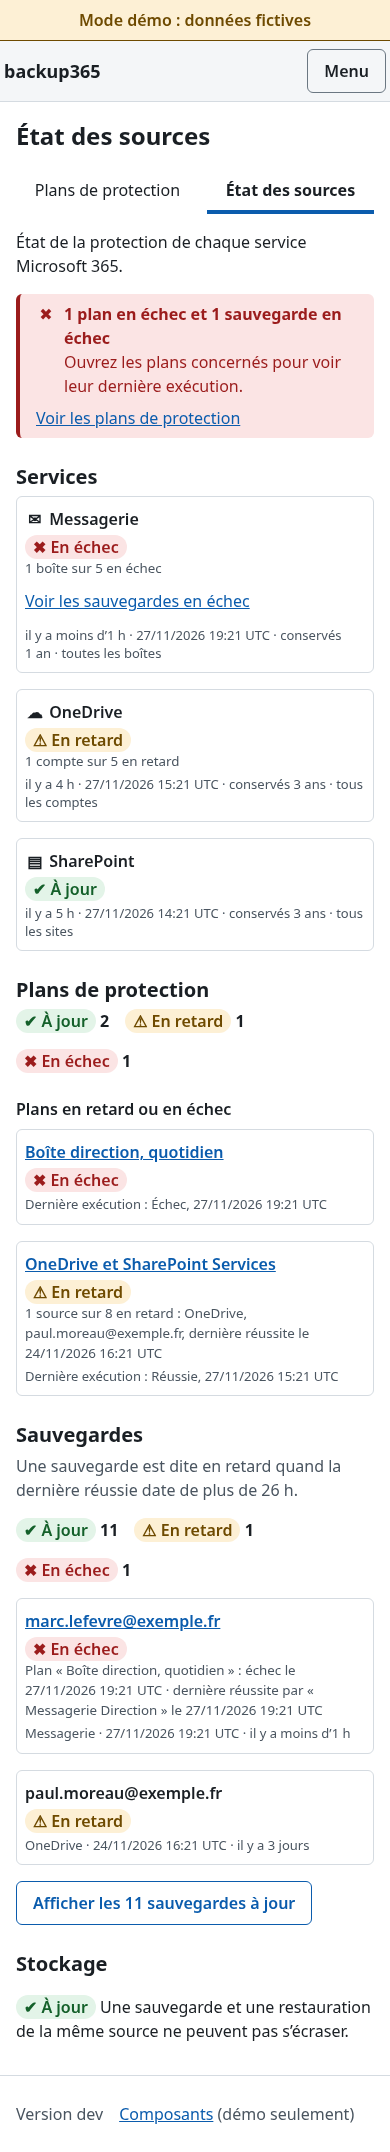 Mode démo : données fictives
backup365
Menu
État des sources
Plans de protection
État des sources
État de la protection de chaque service
Microsoft 365.
✖ 1 plan en échec et 1 sauvegarde en
échec
Ouvrez les plans concernés pour voir
leur dernière exécution.
Voir les plans de protection
Services
✉ Messagerie
✖ En échec
1 boîte sur 5 en échec
Voir les sauvegardes en échec
il y a moins d’1 h · 27/11/2026 19:21 UTC · conservés
1 an · toutes les boîtes
☁ OneDrive
⚠ En retard
1 compte sur 5 en retard
il y a 4 h · 27/11/2026 15:21 UTC · conservés 3 ans · tous
les comptes
▤ SharePoint
✔ À jour
il y a 5 h · 27/11/2026 14:21 UTC · conservés 3 ans · tous
les sites
Plans de protection
✔ À jour 2 ⚠ En retard 1
✖ En échec 1
Plans en retard ou en échec
Boîte direction, quotidien
✖ En échec
Dernière exécution : Échec, 27/11/2026 19:21 UTC
OneDrive et SharePoint Services
⚠ En retard
1 source sur 8 en retard : OneDrive,
paul.moreau@exemple.fr, dernière réussite le
24/11/2026 16:21 UTC
Dernière exécution : Réussie, 27/11/2026 15:21 UTC
Sauvegardes
Une sauvegarde est dite en retard quand la
dernière réussie date de plus de 26 h.
✔ À jour 11 ⚠ En retard 1
✖ En échec 1
marc.lefevre@exemple.fr
✖ En échec
Plan « Boîte direction, quotidien » : échec le
27/11/2026 19:21 UTC · dernière réussite par «
Messagerie Direction » le 27/11/2026 19:21 UTC
Messagerie · 27/11/2026 19:21 UTC · il y a moins d’1 h
paul.moreau@exemple.fr
⚠ En retard
OneDrive · 24/11/2026 16:21 UTC · il y a 3 jours
Afficher les 11 sauvegardes à jour
Stockage
✔ À jour Une sauvegarde et une restauration
de la même source ne peuvent pas s’écraser.
Version dev Composants (démo seulement)